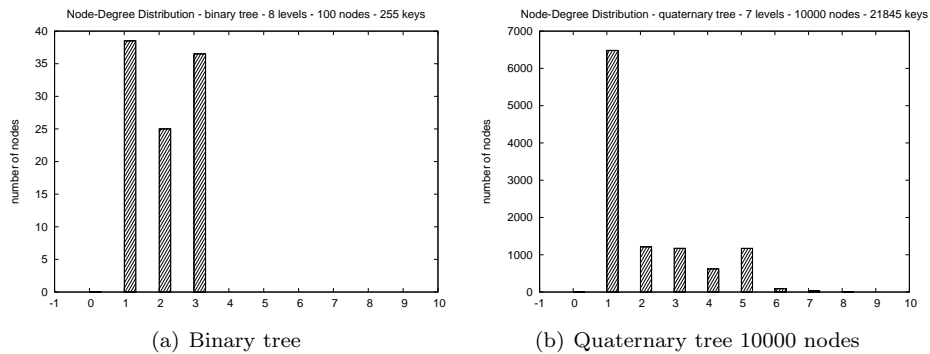 Node-Degree Distribution - binary tree - 8 levels - 100 nodes - 255 keys
number of nodes
40
35
30
25
20
15
10
5
0
-1 0 1 2 3 4 5 6 7 8 9 10
(a) Binary tree
Node-Degree Distribution - quaternary tree - 7 levels - 10000 nodes - 21845 keys
number of nodes
7000
6000
5000
4000
3000
2000
1000
0
-1 0 1 2 3 4 5 6 7 8 9 10
(b) Quaternary tree 10000 nodes